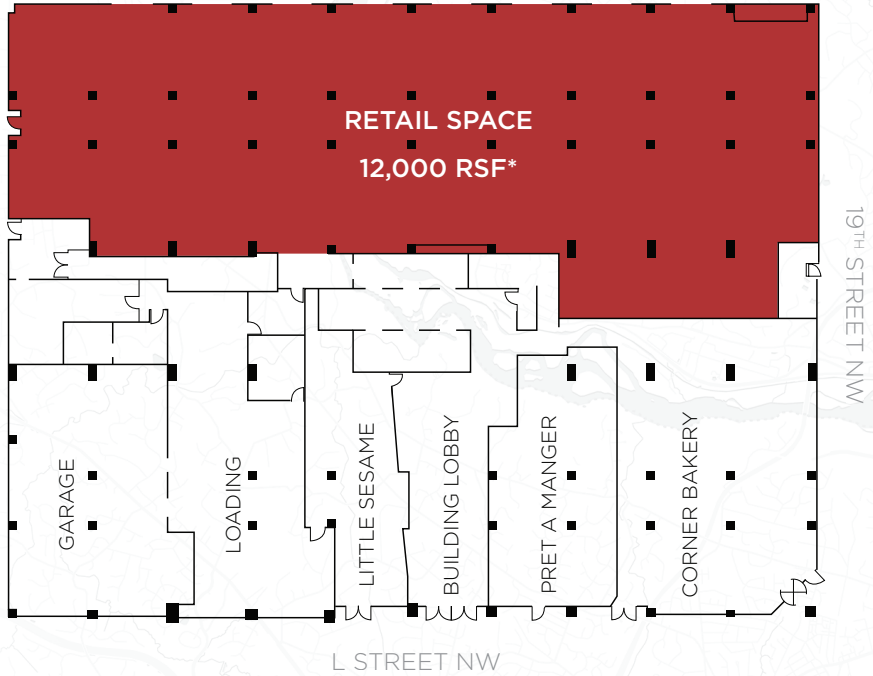 RETAIL SPACE
12,000 RSF*
19TH STREET NW
GARAGE
LOADING
LITTLE SESAME
BUILDING LOBBY
PRET A MANGER
CORNER BAKERY
L STREET NW